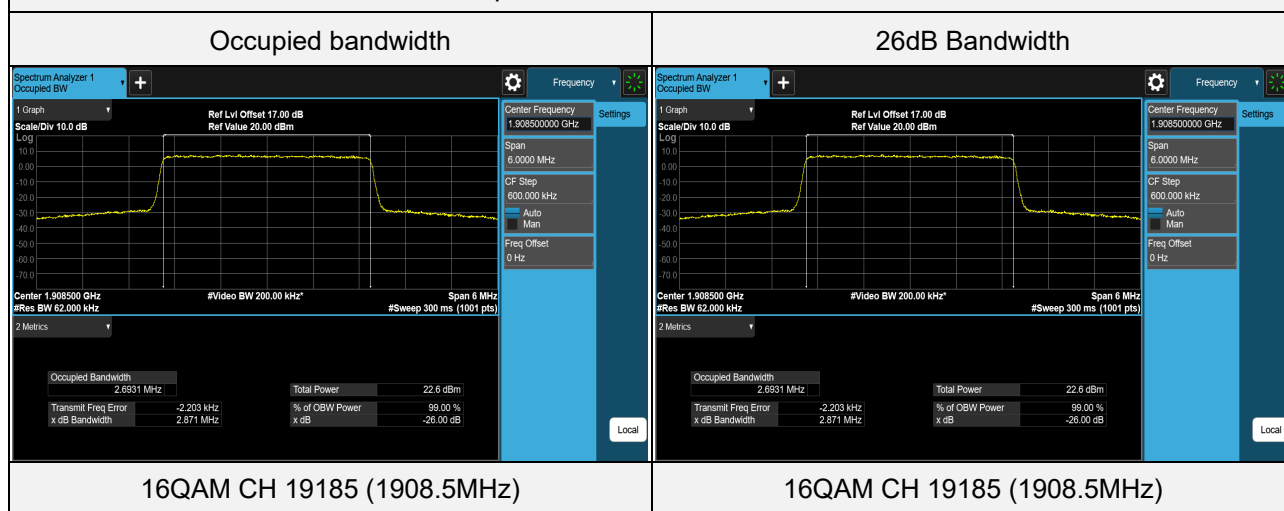 Occupied bandwidth
26dB Bandwidth
Spectrum Analyzer 1
Occupied BW
+
Frequency
1 Graph
Scale/Div 10.0 dB
Ref Lvl Offset 17.00 dB
Ref Value 20.00 dBm
Log
10.0
0.00
-10.0
-20.0
-30.0
-40.0
-50.0
-60.0
-70.0
Center 1.908500 GHz
#Video BW 200.00 kHz*
Span 6 MHz
#Res BW 62.000 kHz
#Sweep 300 ms (1001 pts)
2 Metrics
Occupied Bandwidth
2.6931 MHz
Total Power 22.6 dBm
Transmit Freq Error -2.203 kHz
% of OBW Power 99.00 %
x dB Bandwidth 2.871 MHz
x dB -26.00 dB
Center Frequency
1.908500000 GHz
Settings
Span
6.0000 MHz
CF Step
600.000 kHz
Auto
Man
Freq Offset
0 Hz
Local
Spectrum Analyzer 1
Occupied BW
+
Frequency
1 Graph
Scale/Div 10.0 dB
Ref Lvl Offset 17.00 dB
Ref Value 20.00 dBm
Log
10.0
0.00
-10.0
-20.0
-30.0
-40.0
-50.0
-60.0
-70.0
Center 1.908500 GHz
#Video BW 200.00 kHz*
Span 6 MHz
#Res BW 62.000 kHz
#Sweep 300 ms (1001 pts)
2 Metrics
Occupied Bandwidth
2.6931 MHz
Total Power 22.6 dBm
Transmit Freq Error -2.203 kHz
% of OBW Power 99.00 %
x dB Bandwidth 2.871 MHz
x dB -26.00 dB
Center Frequency
1.908500000 GHz
Settings
Span
6.0000 MHz
CF Step
600.000 kHz
Auto
Man
Freq Offset
0 Hz
Local
16QAM CH 19185 (1908.5MHz)
16QAM CH 19185 (1908.5MHz)